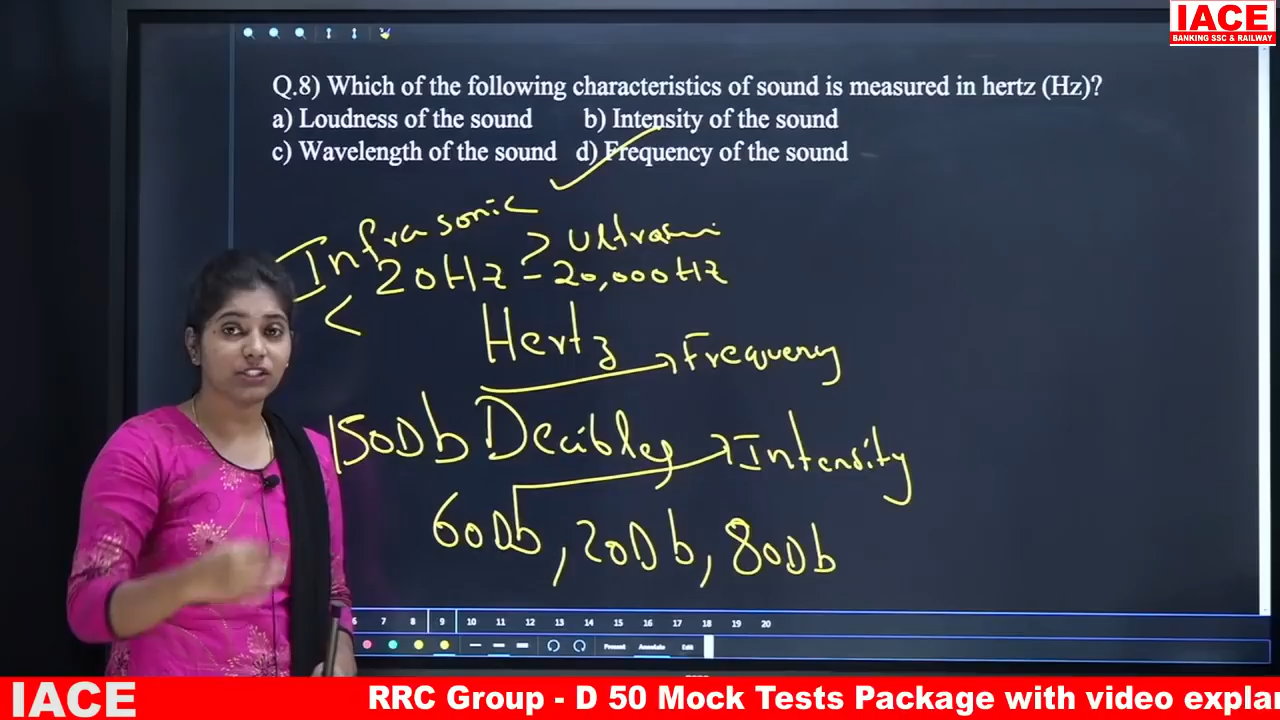 IACE
BANKING SSC & RAILWAY
Q.8) Which of the following characteristics of sound is measured in hertz (Hz)?
a) Loudness of the sound b) Intensity of the sound
c) Wavelength of the sound d) Frequency of the sound
Infrasonic
> Ultrasonic
20Hz - 20,000Hz
<
Hertz
→ Frequency
150Db Decibles → Intensity
60Db, 20Db, 80Db
6 7 8 9 10 11 12 13 14 15 16 17 18 19 20
Present Annotate Edit
IACE RRC Group - D 50 Mock Tests Package with video expla